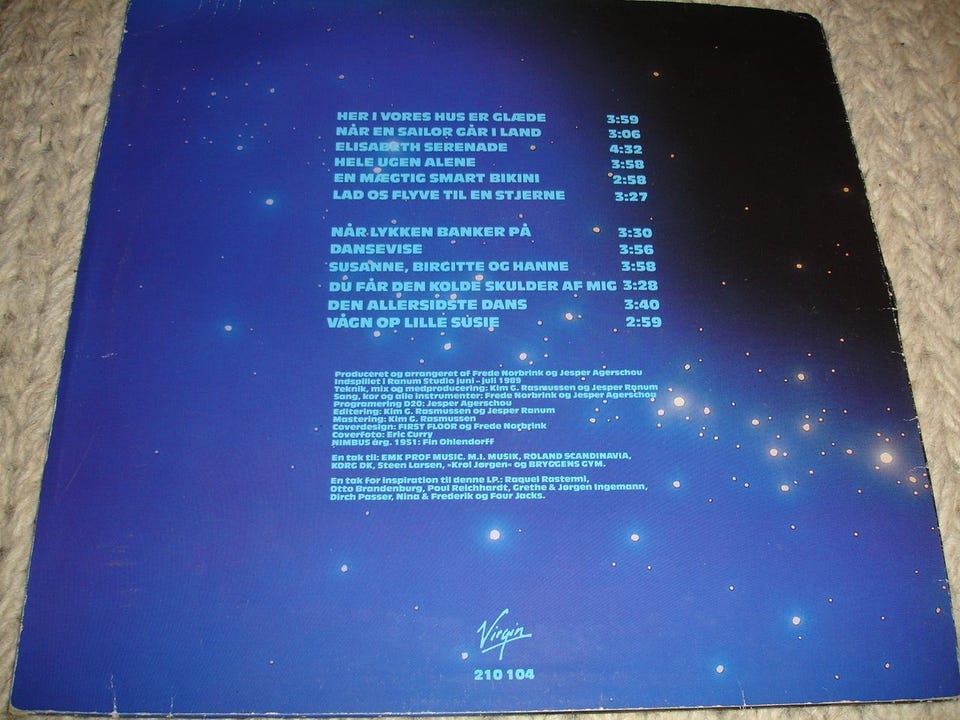 HER I VORES HUS ER GLÆDE 3:59
NÅR EN SAILOR GÅR I LAND 3:06
ELISABETH SERENADE 4:32
HELE UGEN ALENE 3:58
EN MÆGTIG SMART BIKINI 2:58
LAD OS FLYVE TIL EN STJERNE 3:27
NÅR LYKKEN BANKER PÅ 3:30
DANSEVISE 3:56
SUSANNE, BIRGITTE OG HANNE 3:58
DU FÅR DEN KOLDE SKULDER AF MIG 3:28
DEN ALLERSIDSTE DANS 3:40
VÅGN OP LILLE SUSIE 2:59
Produceret og arrangeret af Frede Norbrink og Jesper Agerschou
Indspillet i Ranum Studio juni – juli 1989
Teknik, mix og medproducering: Kim G. Rasmussen og Jesper Ranum
Sang, kor og alle instrumenter: Frede Norbrink og Jesper Agerschou
Programering D20: Jesper Agerschou
Editering: Kim G. Rasmussen og Jesper Ranum
Mastering: Kim G. Rasmussen
Coverdesign: FIRST FLOOR og Frede Norbrink
Coverfoto: Eric Curry
NIMBUS årg. 1951: Fin Ohlendorff
En tak til: EMK PROF MUSIC. M.I. MUSIK, ROLAND SCANDINAVIA,
KORG DK, Steen Larsen, »Krøl Jørgen« og BRYGGENS GYM.
En tak for inspiration til denne LP.: Raquel Rastenni,
Otto Brandenburg, Poul Reichhardt, Grethe & Jørgen Ingemann,
Dirch Passer, Nina & Frederik og Four Jacks.
Virgin
210 104